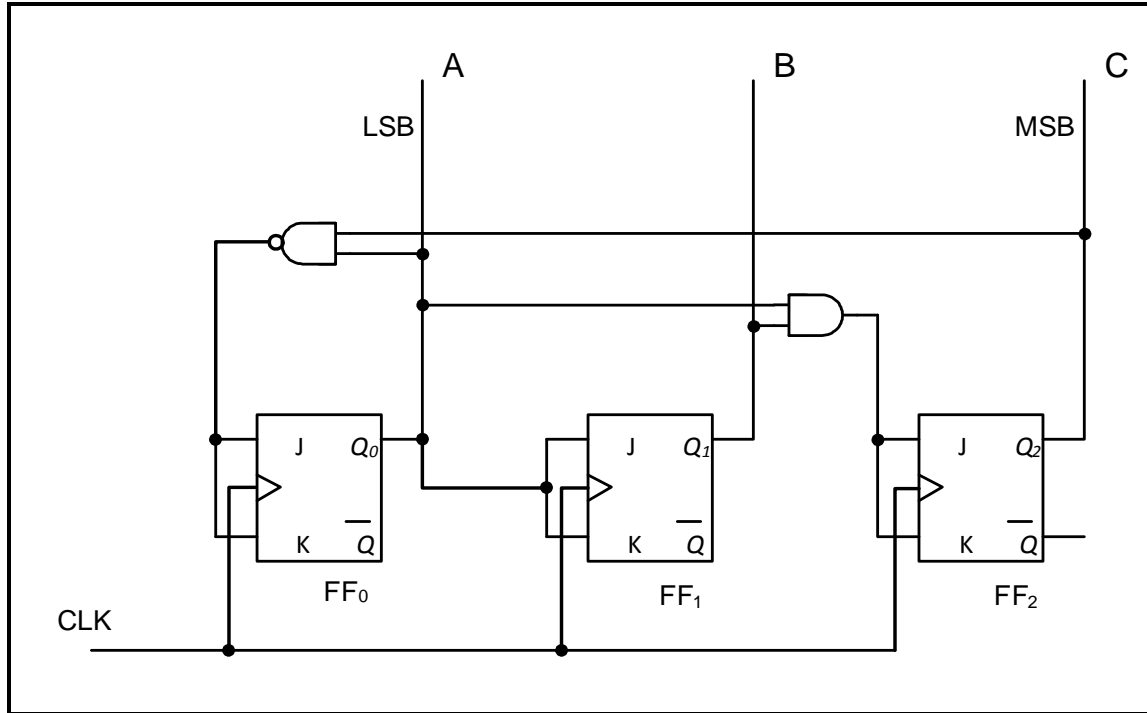 A B C
LSB MSB
J Q₀ J Q₁ J Q₂
K Q̅ K Q̅ K Q̅
FF₀ FF₁ FF₂
CLK